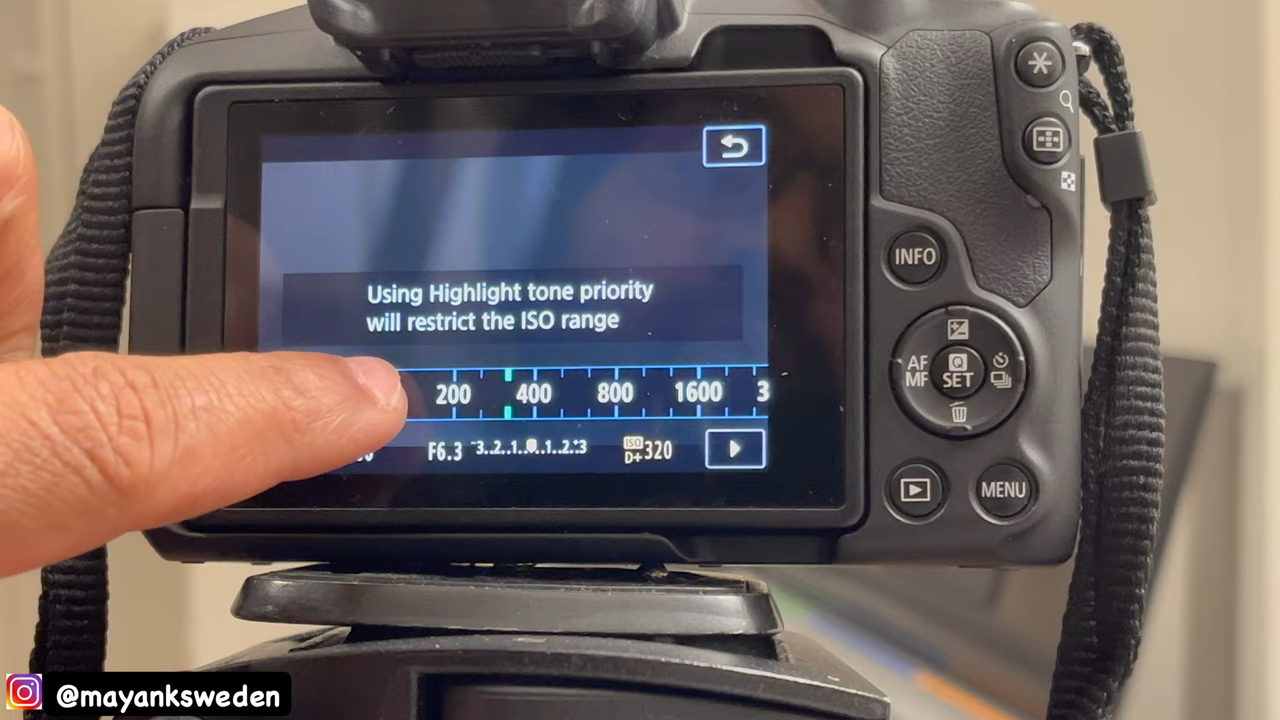 Using Highlight tone priority
will restrict the ISO range
200 400 800 1600 3
F6.3 -3..2..1..0..1..2..+3 ISO D+ 320
INFO
AF
MF
Q
SET
MENU
@mayanksweden